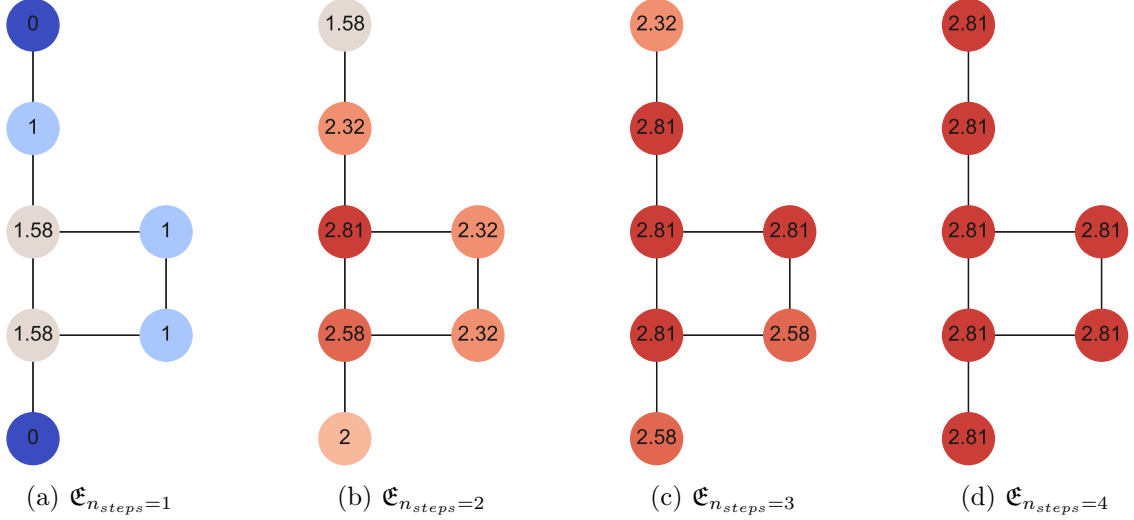 0 1.58 2.32 2.81
1 2.32 2.81 2.81
1.58 1 2.81 2.32 2.81 2.81 2.81 2.81
1.58 1 2.58 2.32 2.81 2.58 2.81 2.81
0 2 2.58 2.81
(a) 𝕰_{n_{steps}=1} (b) 𝕰_{n_{steps}=2} (c) 𝕰_{n_{steps}=3} (d) 𝕰_{n_{steps}=4}